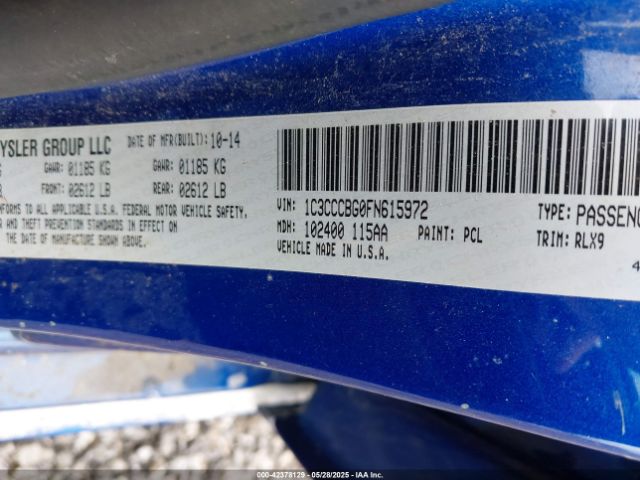 YSLER GROUP LLC DATE OF MFR(BUILT): 10-14
GAWR: 01185 KG GAWR: 01185 KG
FRONT: 02612 LB REAR: 02612 LB
FORMS TO ALL U.S.A. FEDERAL MOTOR VEHICLE SAFETY,
AND THEFT PREVENTION STANDARDS IN EFFECT ON
THE DATE OF MANUFACTURE SHOWN ABOVE.
VIN: 1C3CCCBG0FN615972 TYPE: PASSENG
MDH: 102400 115AA PAINT: PCL TRIM: RLX9
VEHICLE MADE IN U.S.A.
4
000-42378129 - 05/28/2025 - IAA Inc.